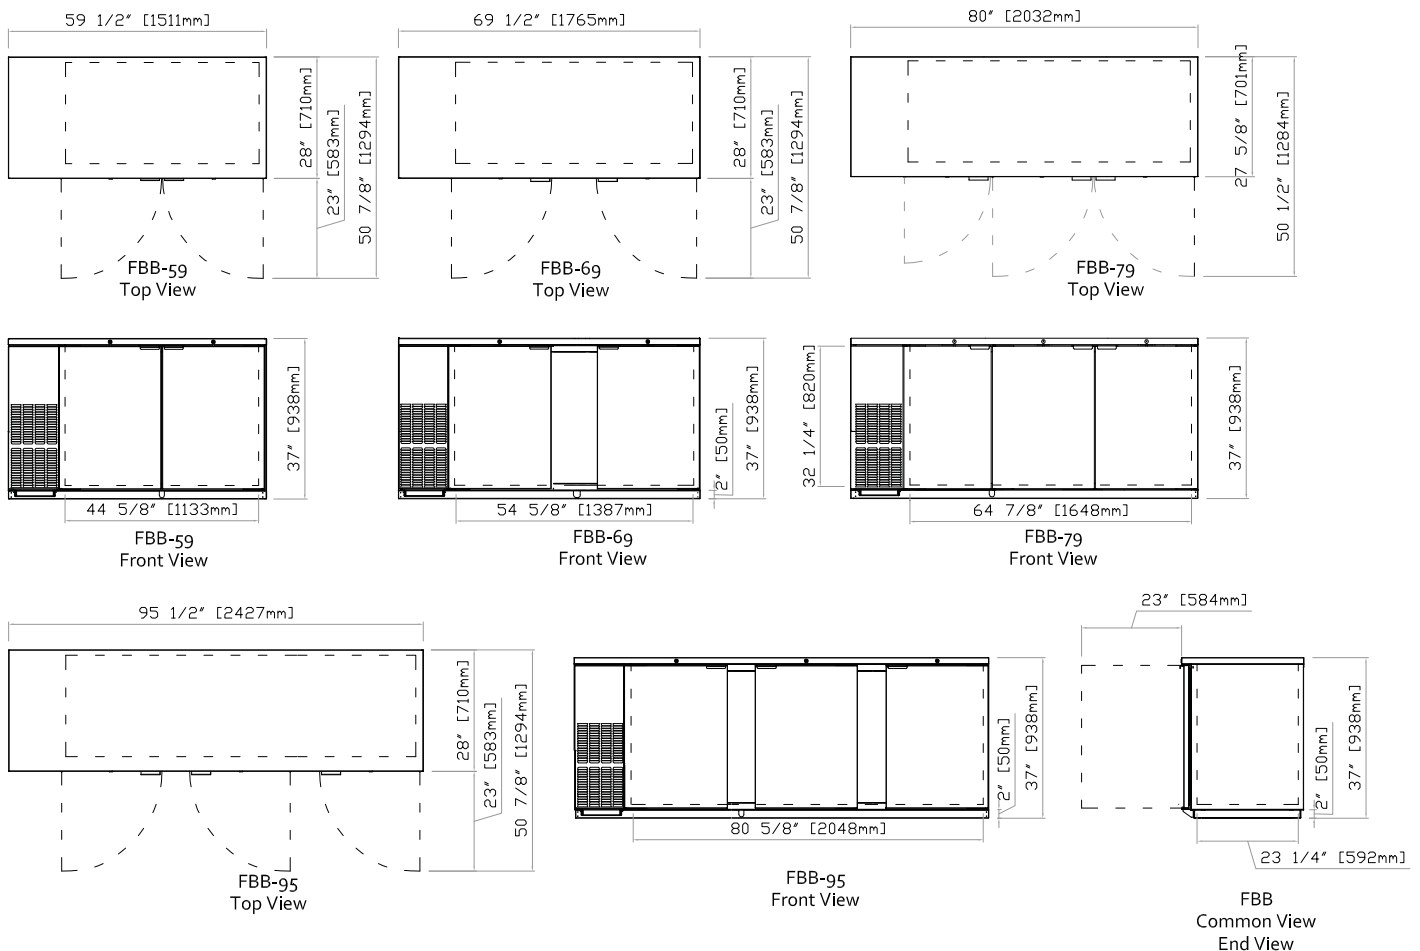 59 1/2" [1511mm]
28" [710mm]
23" [583mm]
50 7/8" [1294mm]
FBB-59
Top View
69 1/2" [1765mm]
28" [710mm]
23" [583mm]
50 7/8" [1294mm]
FBB-69
Top View
80" [2032mm]
27 5/8" [701mm]
50 1/2" [1284mm]
FBB-79
Top View
37" [938mm]
44 5/8" [1133mm]
FBB-59
Front View
2" [50mm]
37" [938mm]
54 5/8" [1387mm]
FBB-69
Front View
32 1/4" [820mm]
37" [938mm]
64 7/8" [1648mm]
FBB-79
Front View
95 1/2" [2427mm]
28" [710mm]
23" [583mm]
50 7/8" [1294mm]
FBB-95
Top View
2" [50mm]
37" [938mm]
80 5/8" [2048mm]
FBB-95
Front View
23" [584mm]
2" [50mm]
37" [938mm]
23 1/4" [592mm]
FBB
Common View
End View